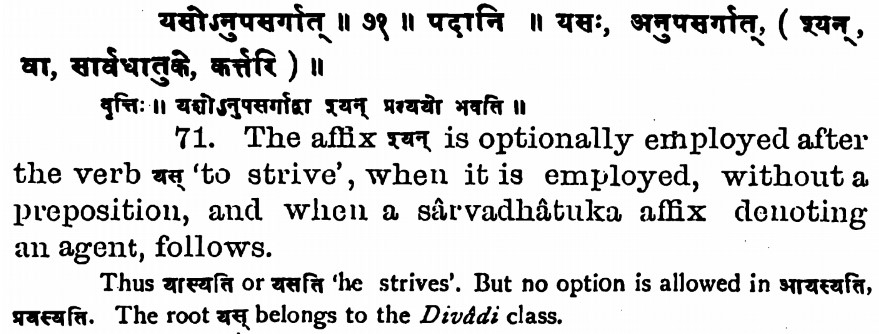 यसोऽनुपसर्गात् ॥ ७१ ॥ पदानि ॥ यसः, अनुपसर्गात्, ( श्यन् ,
वा, सार्वधातुके, कर्त्तरि ) ॥
वृत्तिः ॥ यसोऽनुपसर्गाद्वा श्यन् प्रत्ययो भवति ॥
71. The affix श्यन् is optionally employed after
the verb यस् ‘to strive’, when it is employed, without a
preposition, and when a sârvadhâtuka affix denoting
an agent, follows.
Thus यास्यति or यसति ‘he strives’. But no option is allowed in आयस्यति,
प्रयस्यति. The root यस् belongs to the Divâdi class.